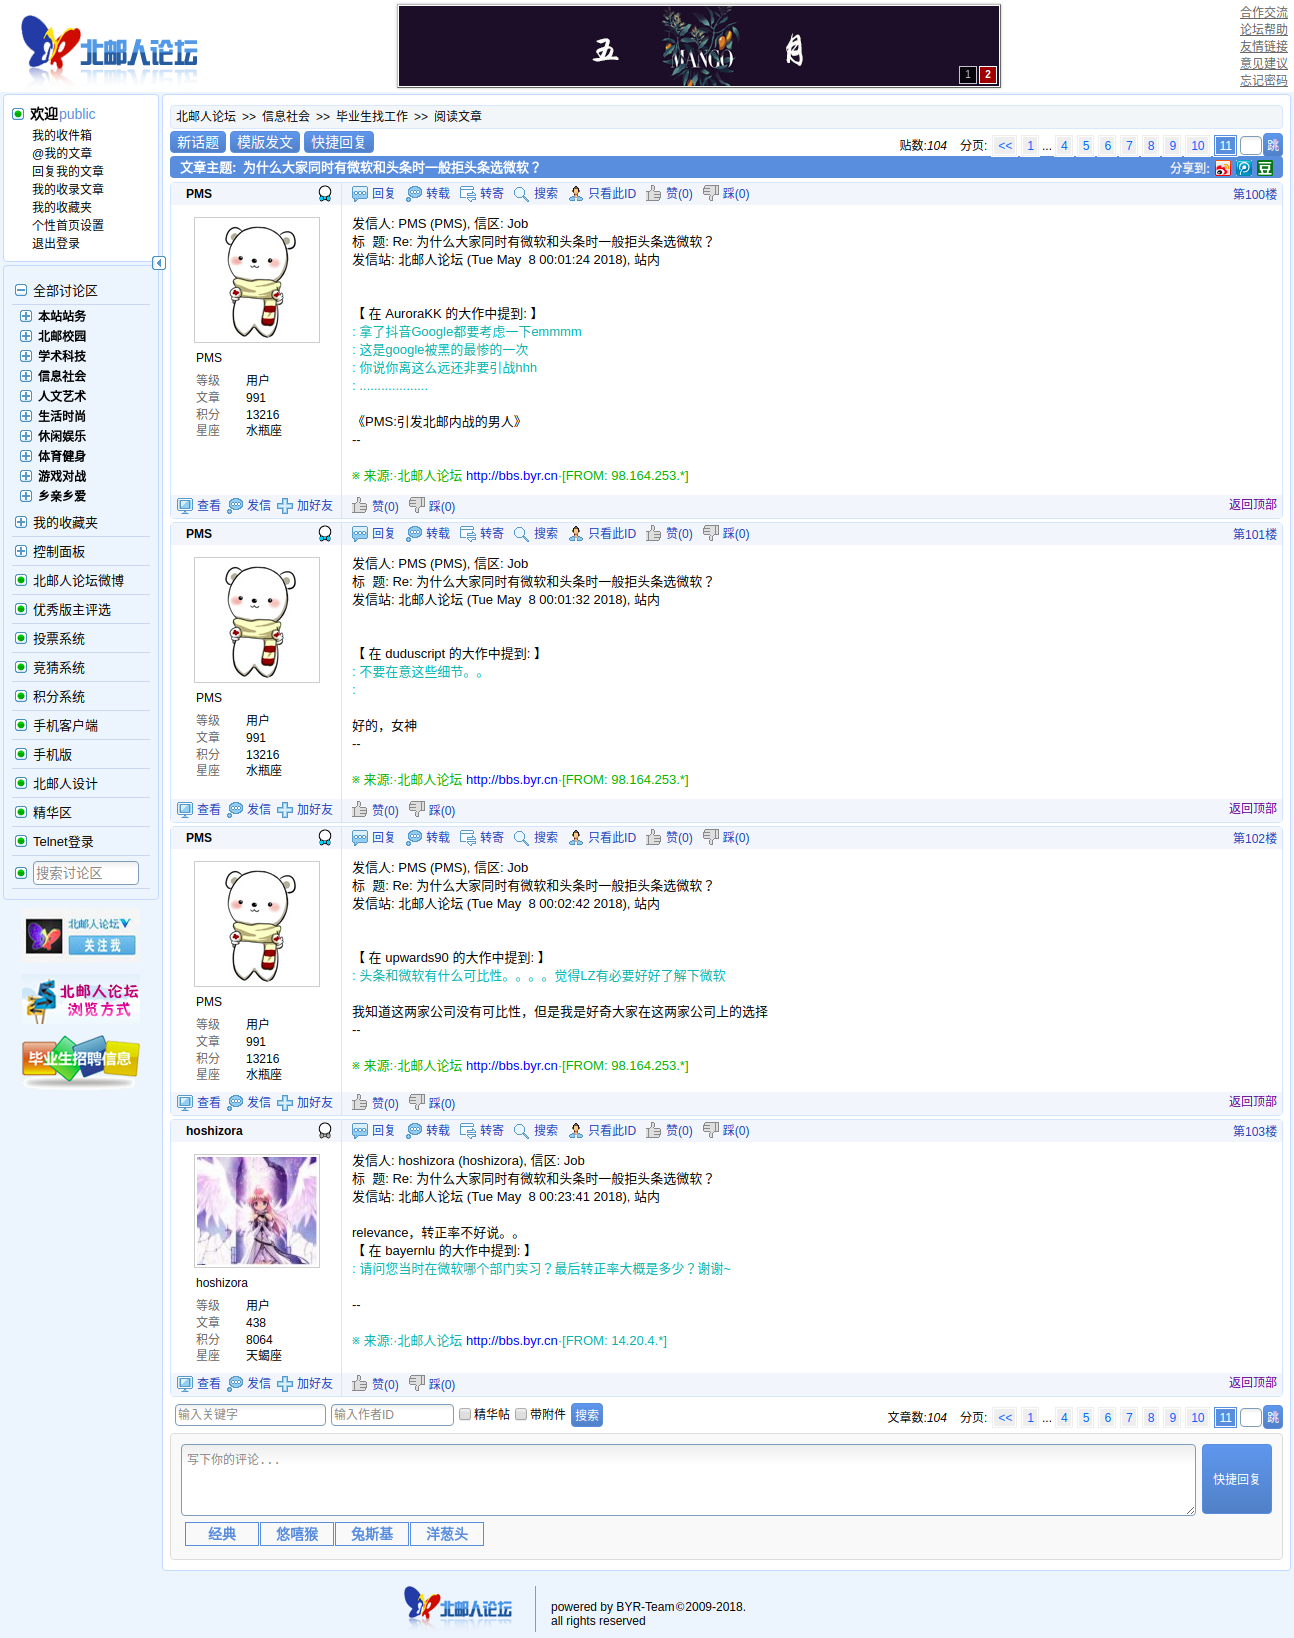 北邮人论坛
五 MANGO 月
1 2
合作交流
论坛帮助
友情链接
意见建议
忘记密码
欢迎public
我的收件箱
@我的文章
回复我的文章
我的收录文章
我的收藏夹
个性首页设置
退出登录
全部讨论区
本站站务
北邮校园
学术科技
信息社会
人文艺术
生活时尚
休闲娱乐
体育健身
游戏对战
乡亲乡爱
我的收藏夹
控制面板
北邮人论坛微博
优秀版主评选
投票系统
竞猜系统
积分系统
手机客户端
手机版
北邮人设计
精华区
Telnet登录
搜索讨论区
北邮人论坛V
关注我
北邮人论坛
浏览方式
毕业生招聘信息
北邮人论坛 >> 信息社会 >> 毕业生找工作 >> 阅读文章
新话题 模版发文 快捷回复 贴数:104 分页: << 1 ... 4 5 6 7 8 9 10 11 跳
文章主题: 为什么大家同时有微软和头条时一般拒头条选微软？ 分享到: 豆
PMS 回复 转载 转寄 搜索 只看此ID 赞(0) 踩(0) 第100楼
PMS
等级 用户
文章 991
积分 13216
星座 水瓶座
发信人: PMS (PMS), 信区: Job
标 题: Re: 为什么大家同时有微软和头条时一般拒头条选微软？
发信站: 北邮人论坛 (Tue May 8 00:01:24 2018), 站内
【 在 AuroraKK 的大作中提到: 】
: 拿了抖音Google都要考虑一下emmmm
: 这是google被黑的最惨的一次
: 你说你离这么远还非要引战hhh
: ...................
《PMS:引发北邮内战的男人》
--
※ 来源:·北邮人论坛 http://bbs.byr.cn·[FROM: 98.164.253.*]
查看 发信 加好友 赞(0) 踩(0) 返回顶部
PMS 回复 转载 转寄 搜索 只看此ID 赞(0) 踩(0) 第101楼
PMS
等级 用户
文章 991
积分 13216
星座 水瓶座
发信人: PMS (PMS), 信区: Job
标 题: Re: 为什么大家同时有微软和头条时一般拒头条选微软？
发信站: 北邮人论坛 (Tue May 8 00:01:32 2018), 站内
【 在 duduscript 的大作中提到: 】
: 不要在意这些细节。。
:
好的，女神
--
※ 来源:·北邮人论坛 http://bbs.byr.cn·[FROM: 98.164.253.*]
查看 发信 加好友 赞(0) 踩(0) 返回顶部
PMS 回复 转载 转寄 搜索 只看此ID 赞(0) 踩(0) 第102楼
PMS
等级 用户
文章 991
积分 13216
星座 水瓶座
发信人: PMS (PMS), 信区: Job
标 题: Re: 为什么大家同时有微软和头条时一般拒头条选微软？
发信站: 北邮人论坛 (Tue May 8 00:02:42 2018), 站内
【 在 upwards90 的大作中提到: 】
: 头条和微软有什么可比性。。。。觉得LZ有必要好好了解下微软
我知道这两家公司没有可比性，但是我是好奇大家在这两家公司上的选择
--
※ 来源:·北邮人论坛 http://bbs.byr.cn·[FROM: 98.164.253.*]
查看 发信 加好友 赞(0) 踩(0) 返回顶部
hoshizora 回复 转载 转寄 搜索 只看此ID 赞(0) 踩(0) 第103楼
hoshizora
等级 用户
文章 438
积分 8064
星座 天蝎座
发信人: hoshizora (hoshizora), 信区: Job
标 题: Re: 为什么大家同时有微软和头条时一般拒头条选微软？
发信站: 北邮人论坛 (Tue May 8 00:23:41 2018), 站内
relevance，转正率不好说。。
【 在 bayernlu 的大作中提到: 】
: 请问您当时在微软哪个部门实习？最后转正率大概是多少？谢谢~
--
※ 来源:·北邮人论坛 http://bbs.byr.cn·[FROM: 14.20.4.*]
查看 发信 加好友 赞(0) 踩(0) 返回顶部
输入关键字 输入作者ID 精华帖 带附件 搜索 文章数:104 分页: << 1 ... 4 5 6 7 8 9 10 11 跳
写下你的评论... 快捷回复
经典 悠嘻猴 兔斯基 洋葱头
北邮人论坛
powered by BYR-Team©2009-2018.
all rights reserved